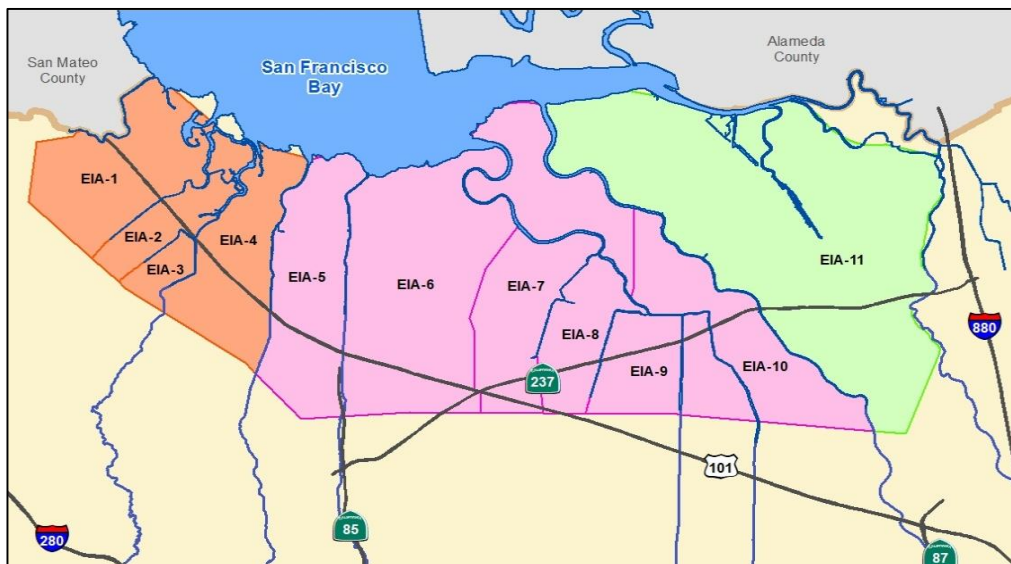 San Mateo
County
San Francisco
Bay
Alameda
County
EIA-1
EIA-2
EIA-3
EIA-4
EIA-5
EIA-6
EIA-7
EIA-8
EIA-9
EIA-10
EIA-11
880
237
101
280
85
87